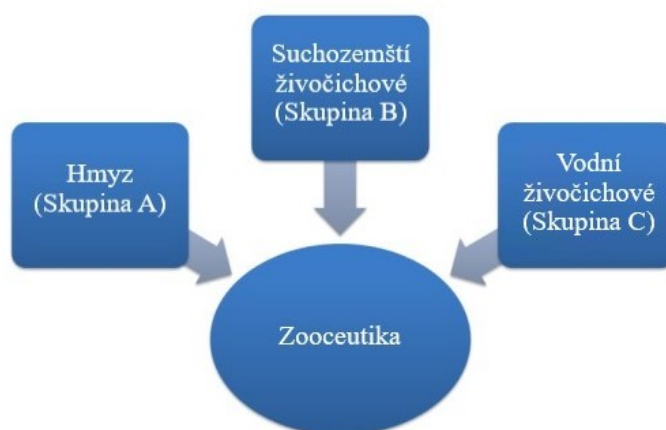 Suchozemští
živočichové
(Skupina B)
Hmyz
(Skupina A)
Vodní
živočichové
(Skupina C)
Zooceutika